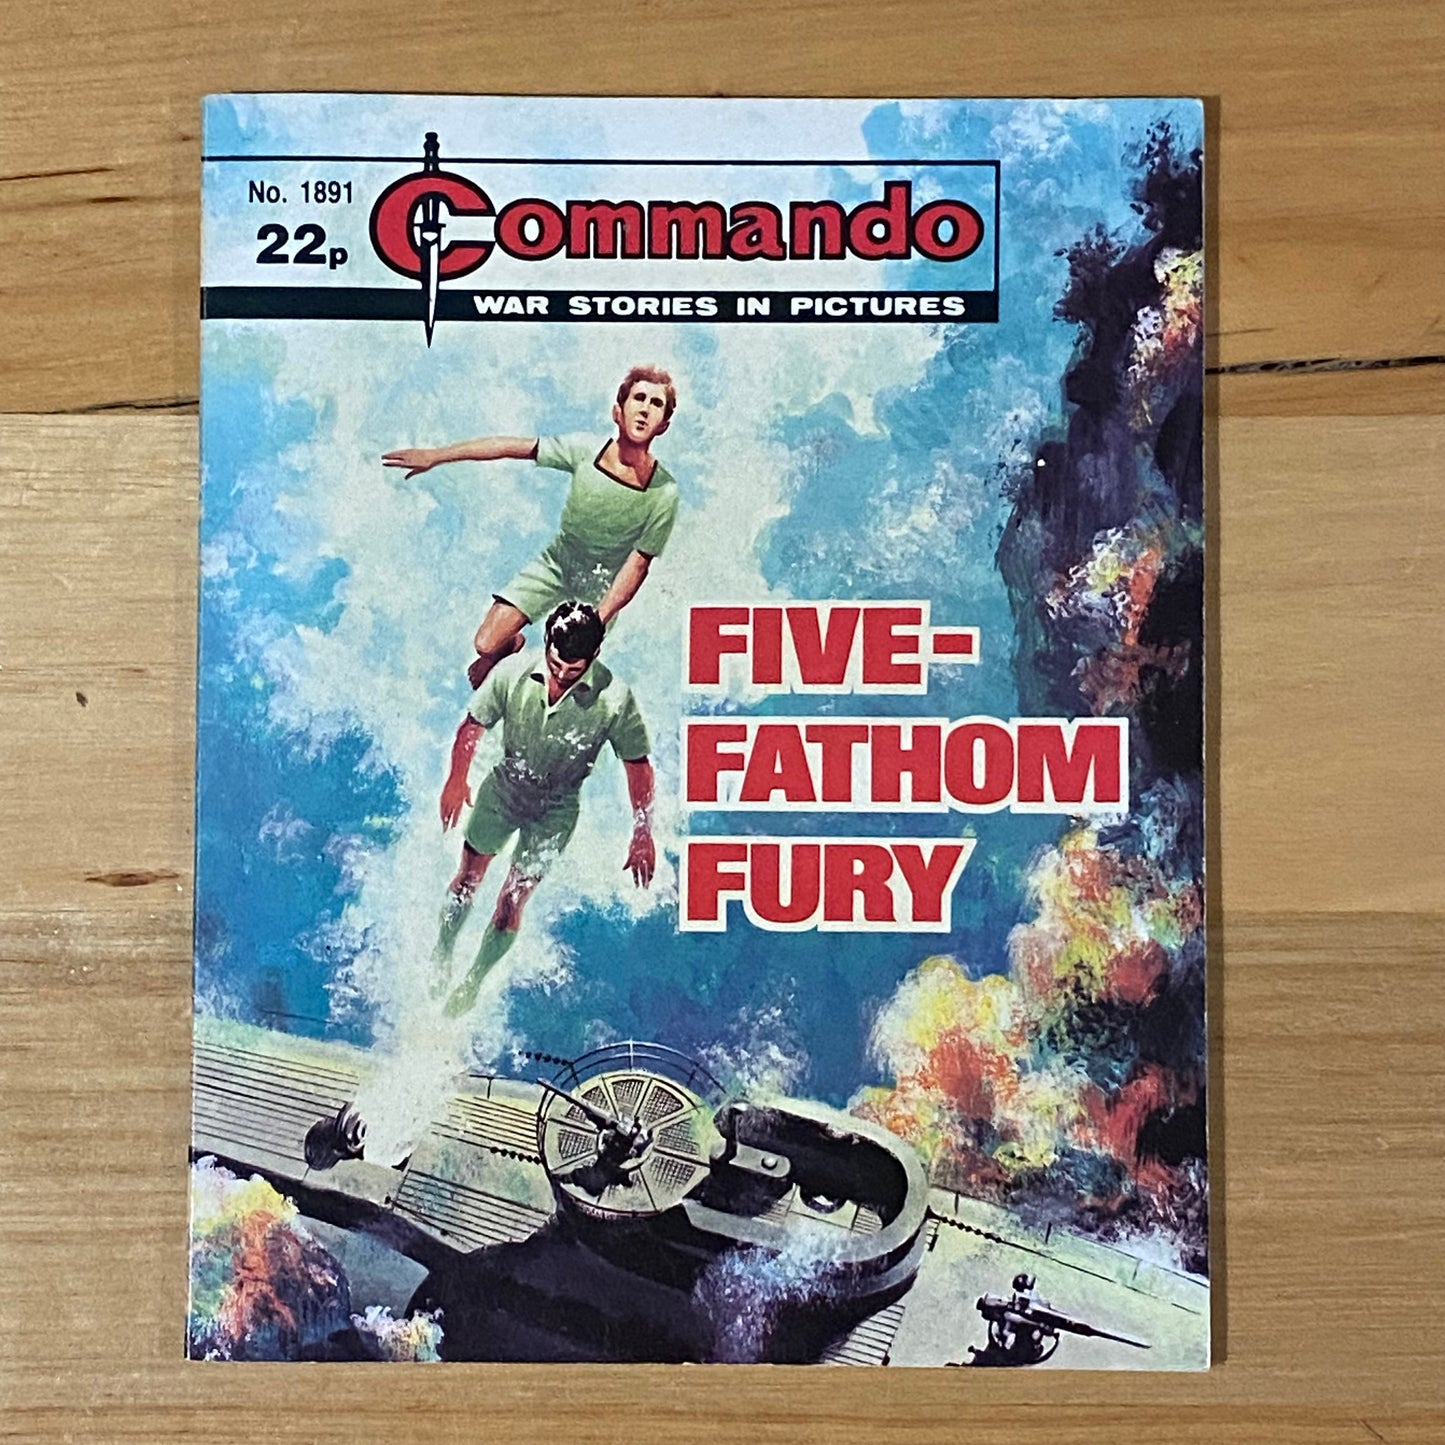 No. 1891
22p
Commando
WAR STORIES IN PICTURES
FIVE-
FATHOM
FURY